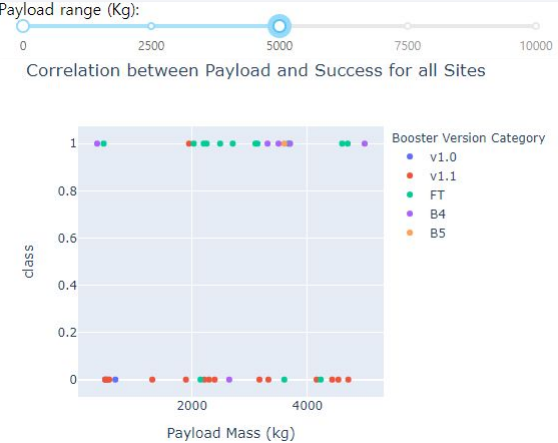 Payload range (Kg):
0 2500 5000 7500 10000
Correlation between Payload and Success for all Sites
Booster Version Category
v1.0
v1.1
FT
B4
B5
1
0.8
0.6
0.4
0.2
0
class
2000 4000
Payload Mass (kg)